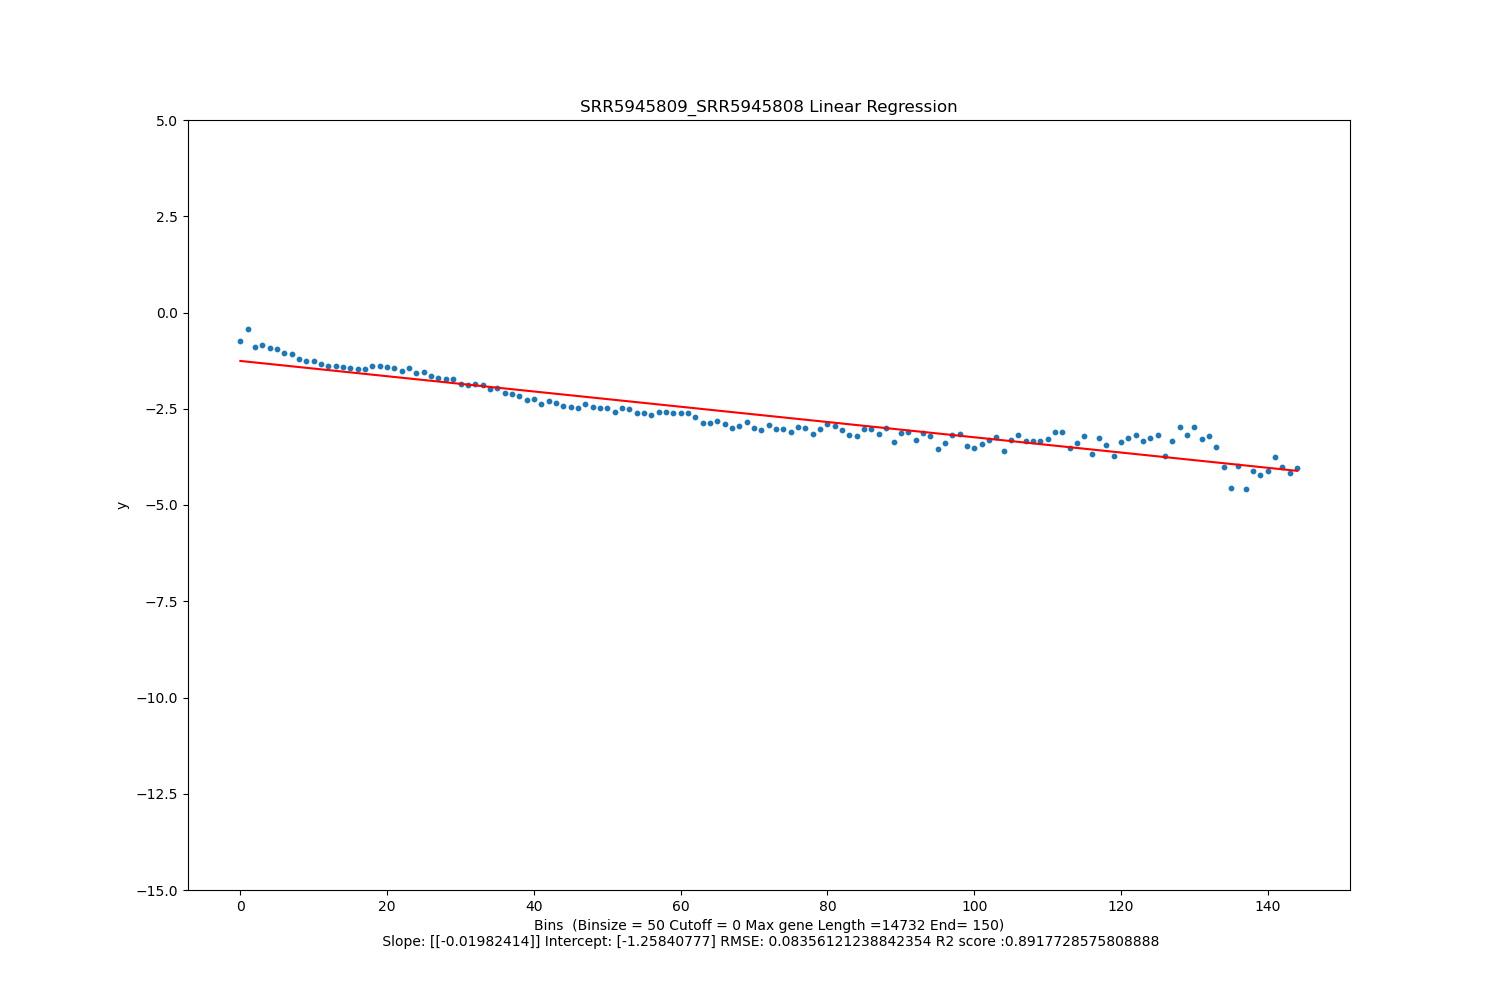 SRR5945809_SRR5945808 Linear Regression
5.0
2.5
0.0
−2.5
−5.0
−7.5
−10.0
−12.5
−15.0
y
0 20 40 60 80 100 120 140
Bins  (Binsize = 50 Cutoff = 0 Max gene Length =14732 End= 150)
Slope: [[-0.01982414]] Intercept: [-1.25840777] RMSE: 0.08356121238842354 R2 score :0.8917728575808888